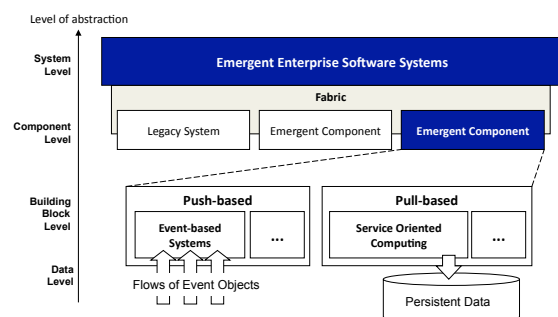 Level of abstraction
System
Level
Emergent Enterprise Software Systems
Fabric
Component
Level
Legacy System
Emergent Component
Emergent Component
Building
Block
Level
Push-based
Event-based
Systems
...
Pull-based
Service Oriented
Computing
...
Data
Level
Flows of Event Objects
Persistent Data